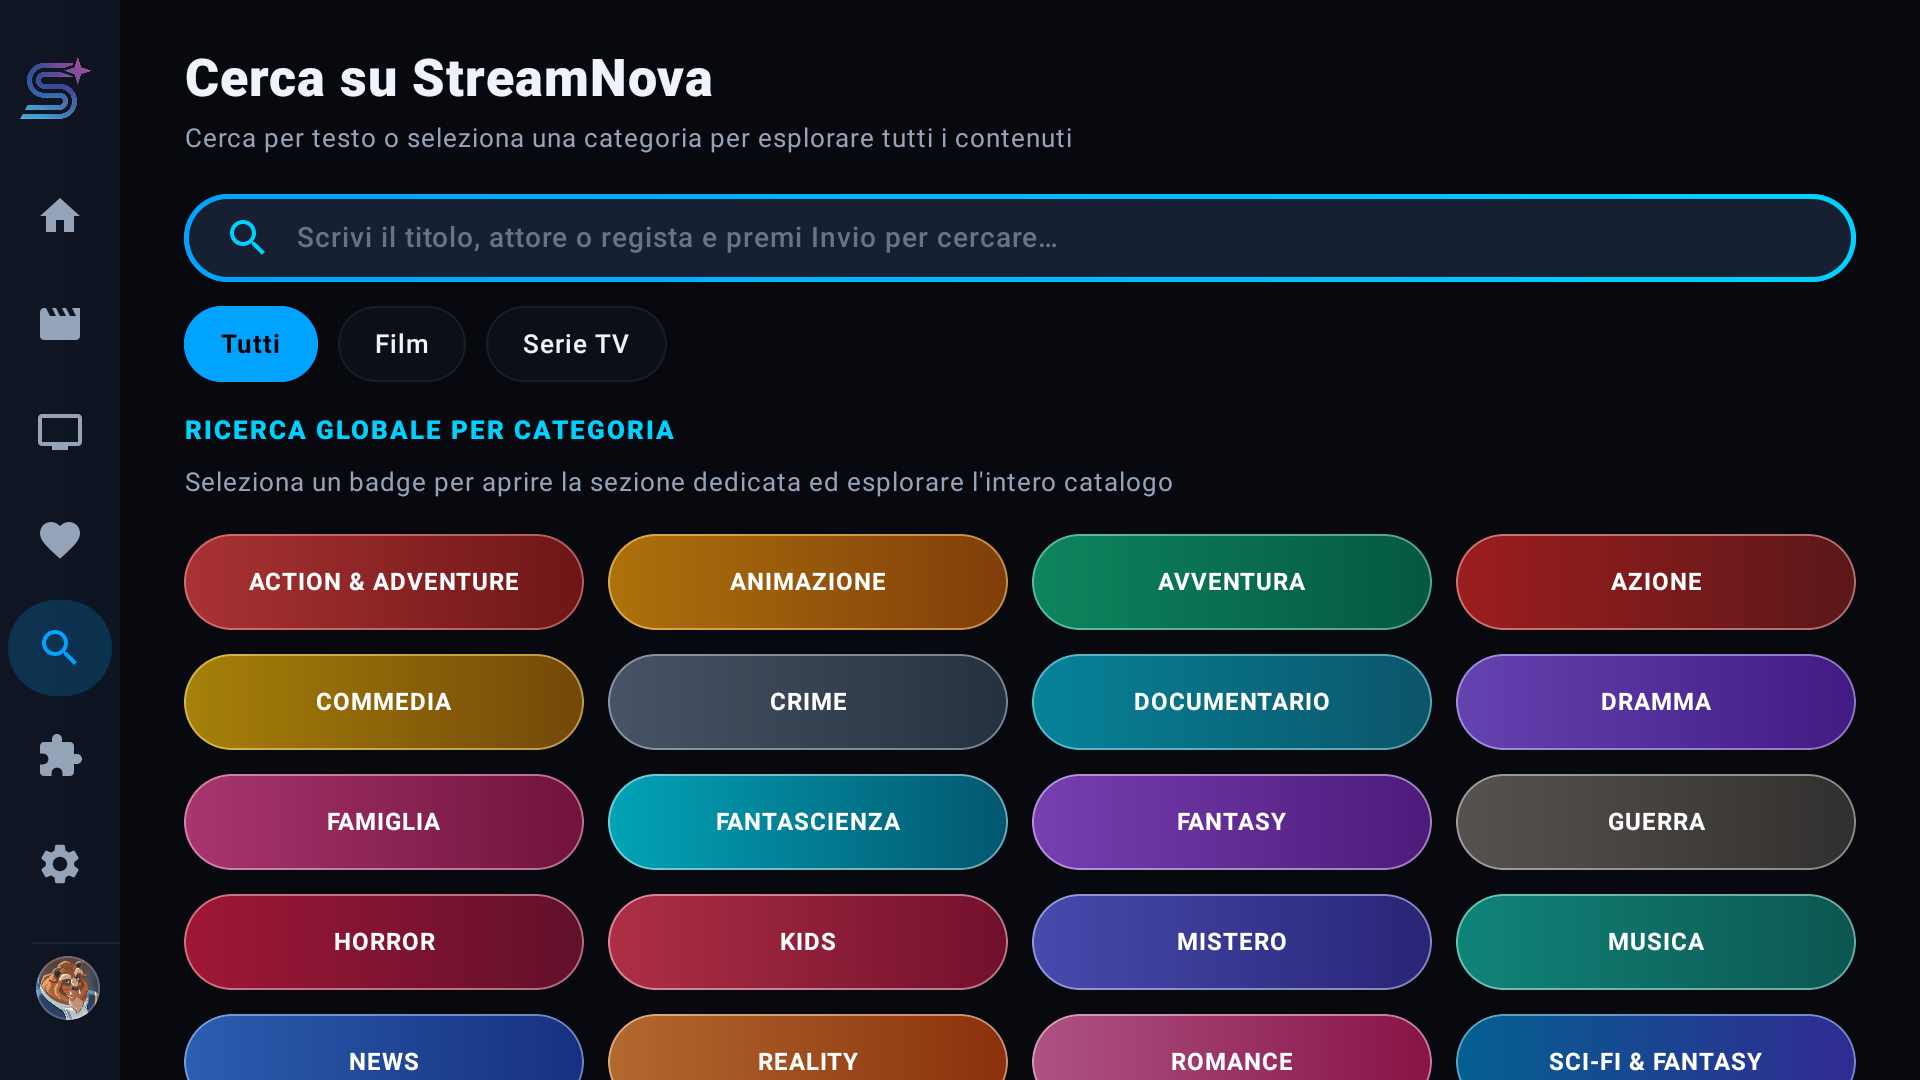 Cerca su StreamNova
Cerca per testo o seleziona una categoria per esplorare tutti i contenuti
Scrivi il titolo, attore o regista e premi Invio per cercare…
Tutti
Film
Serie TV
RICERCA GLOBALE PER CATEGORIA
Seleziona un badge per aprire la sezione dedicata ed esplorare l'intero catalogo
ACTION & ADVENTURE
ANIMAZIONE
AVVENTURA
AZIONE
COMMEDIA
CRIME
DOCUMENTARIO
DRAMMA
FAMIGLIA
FANTASCIENZA
FANTASY
GUERRA
HORROR
KIDS
MISTERO
MUSICA
NEWS
REALITY
ROMANCE
SCI-FI & FANTASY